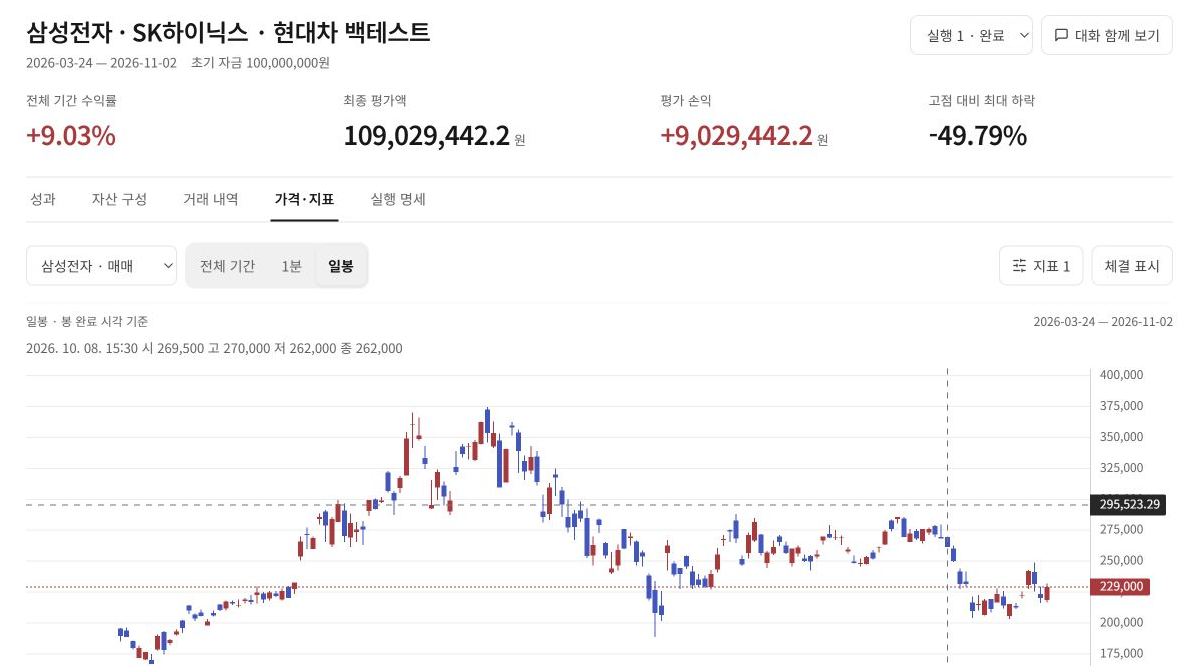 삼성전자 · SK하이닉스 · 현대차 백테스트
실행 1 · 완료
대화 함께 보기
2026-03-24 — 2026-11-02 초기 자금 100,000,000원
전체 기간 수익률
최종 평가액
평가 손익
고점 대비 최대 하락
+9.03%
109,029,442.2 원
+9,029,442.2 원
-49.79%
성과
자산 구성
거래 내역
가격·지표
실행 명세
삼성전자 · 매매
전체 기간
1분
일봉
지표 1
체결 표시
일봉 · 봉 완료 시각 기준
2026-03-24 — 2026-11-02
2026. 10. 08. 15:30 시 269,500 고 270,000 저 262,000 종 262,000
400,000
375,000
350,000
325,000
295,523.29
275,000
250,000
229,000
200,000
175,000